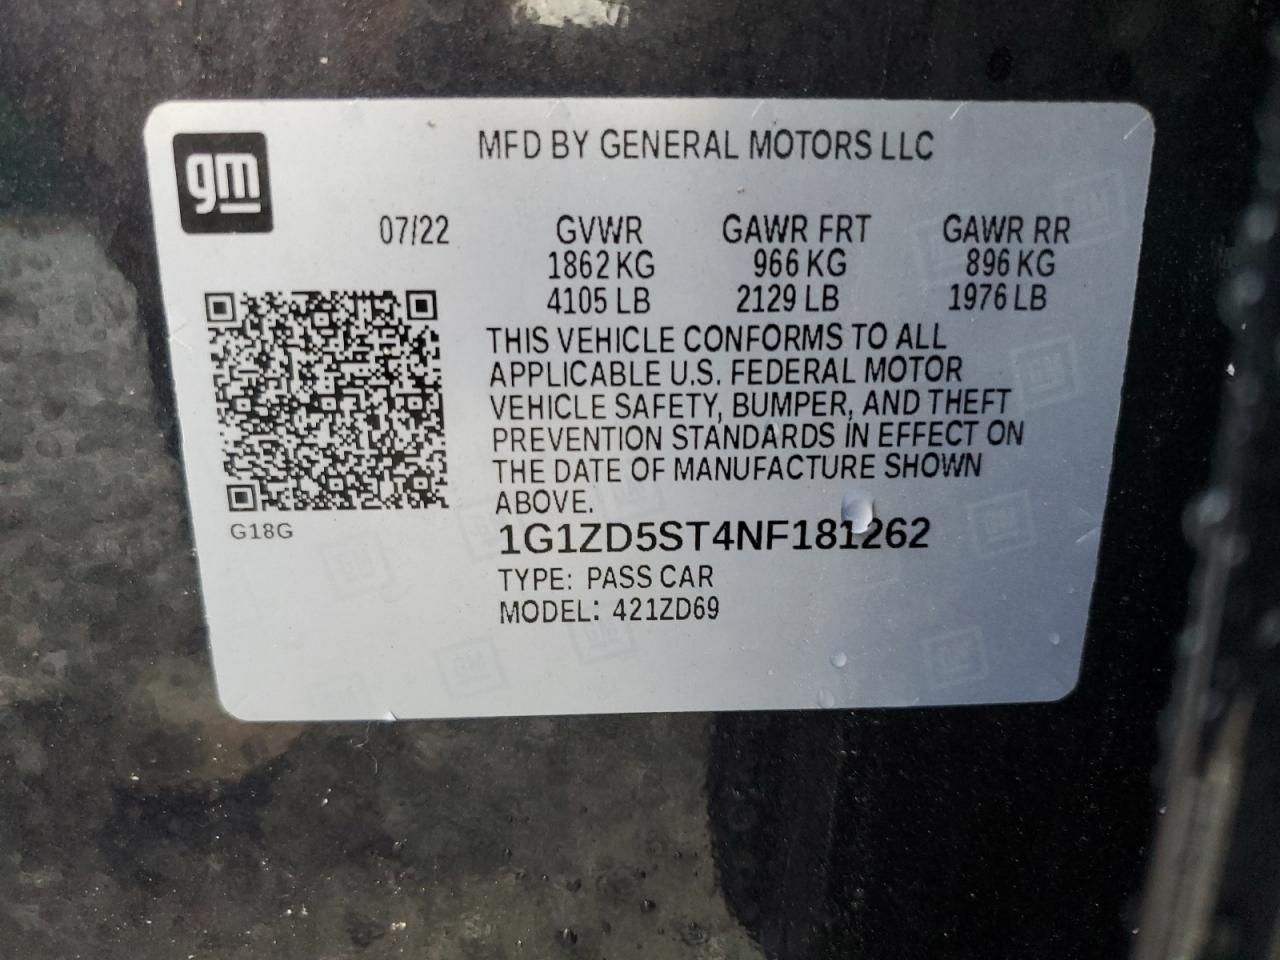 gm
MFD BY GENERAL MOTORS LLC
07/22 GVWR GAWR FRT GAWR RR
1862 KG 966 KG 896 KG
4105 LB 2129 LB 1976 LB
THIS VEHICLE CONFORMS TO ALL
APPLICABLE U.S. FEDERAL MOTOR
VEHICLE SAFETY, BUMPER, AND THEFT
PREVENTION STANDARDS IN EFFECT ON
THE DATE OF MANUFACTURE SHOWN
ABOVE.
G18G
1G1ZD5ST4NF181262
TYPE: PASS CAR
MODEL: 421ZD69